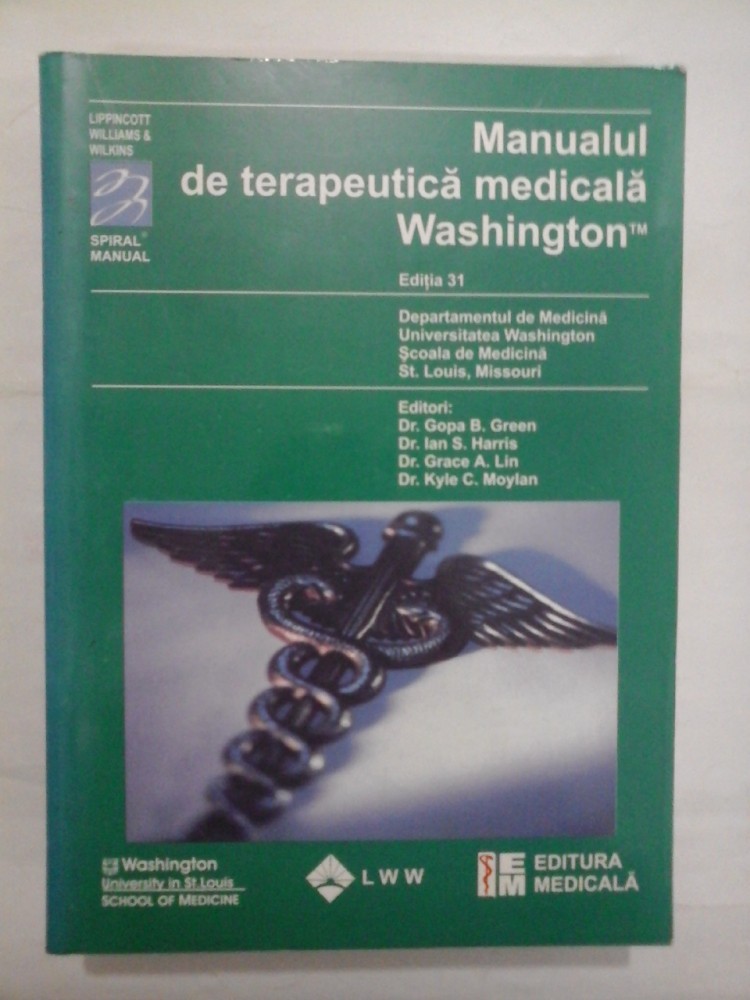 LIPPINCOTT
WILLIAMS &
WILKINS
SPIRAL®
MANUAL
Manualul
de terapeutică medicală
Washington™
Ediția 31
Departamentul de Medicină
Universitatea Washington
Școala de Medicină
St. Louis, Missouri
Editori:
Dr. Gopa B. Green
Dr. Ian S. Harris
Dr. Grace A. Lin
Dr. Kyle C. Moylan
Washington
University in St. Louis
SCHOOL OF MEDICINE
LWW
EM
EDITURA
MEDICALĂ